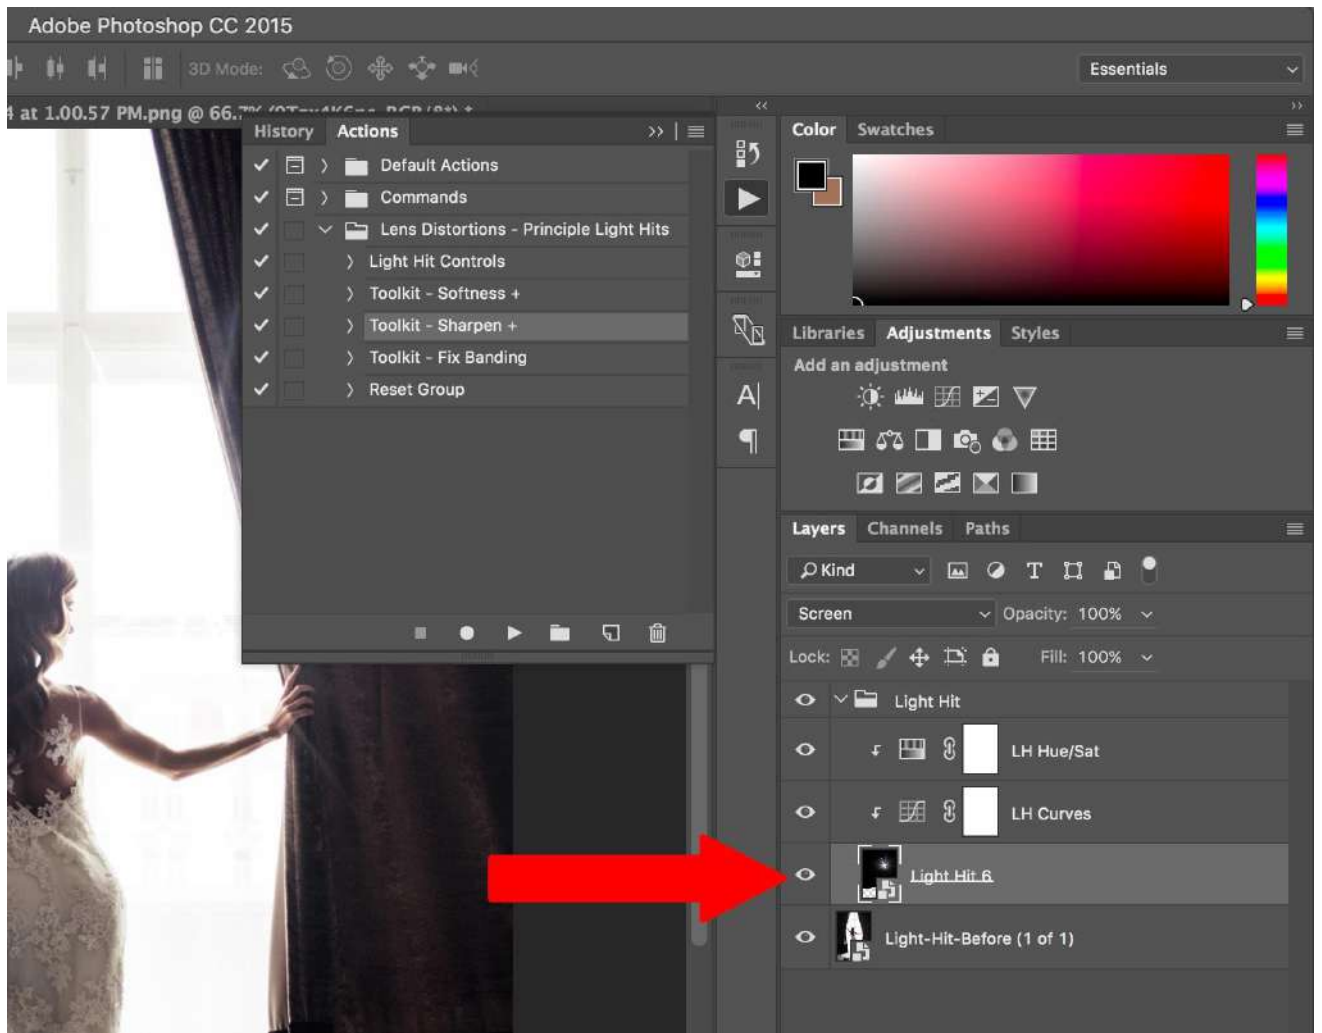 Adobe Photoshop CC 2015
3D Mode:
Essentials
at 1.00.57 PM.png @ 66.7%
History Actions
Default Actions
Commands
Lens Distortions - Principle Light Hits
Light Hit Controls
Toolkit - Softness +
Toolkit - Sharpen +
Toolkit - Fix Banding
Reset Group
Color Swatches
Libraries Adjustments Styles
Add an adjustment
Layers Channels Paths
Kind
Screen Opacity: 100%
Lock: Fill: 100%
Light Hit
LH Hue/Sat
LH Curves
Light Hit 6
Light-Hit-Before (1 of 1)